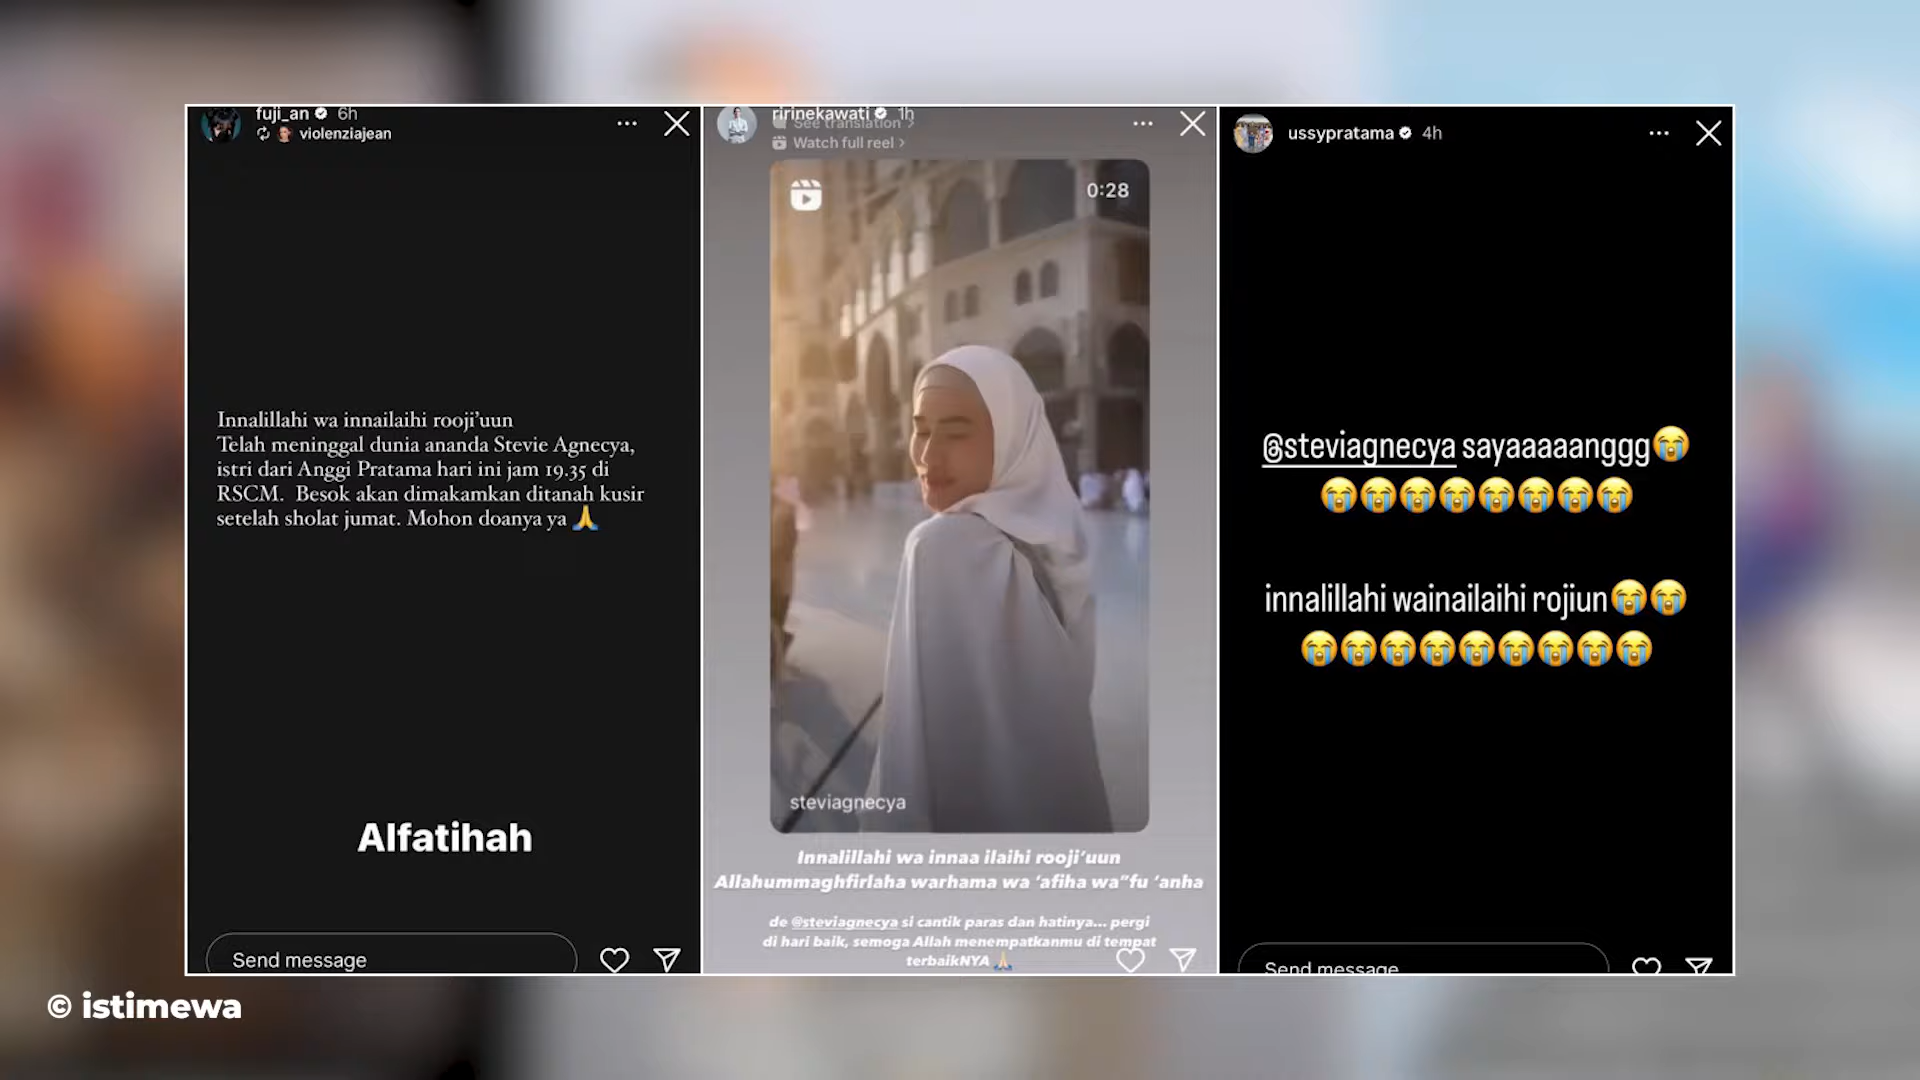 fuji_an 6h
violenziajean
Innalillahi wa innailaihi rooji’uun
Telah meninggal dunia ananda Stevie Agnecya,
istri dari Anggi Pratama hari ini jam 19.35 di
RSCM. Besok akan dimakamkan ditanah kusir
setelah sholat jumat. Mohon doanya ya 🙏
Alfatihah
Send message
ririnekawati 1h
See translation >
Watch full reel >
0:28
steviagnecya
Innalillahi wa innaa ilaihi rooji’uun
Allahummaghfirlaha warhama wa ‘afiha wa”fu ‘anha
de @steviagnecya si cantik paras dan hatinya... pergi
di hari baik, semoga Allah menempatkanmu di tempat
terbaikNYA 🙏
ussypratama 4h
@steviagnecya sayaaaaanggg😭
😭😭😭😭😭😭😭😭
innalillahi wainailaihi rojiun😭😭
😭😭😭😭😭😭😭😭😭
Send message
© istimewa